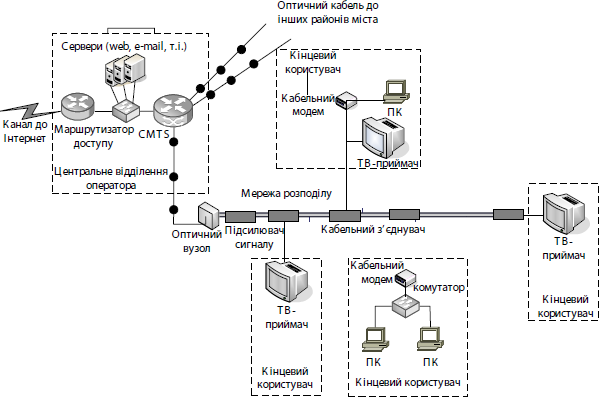 Оптичний кабель до
інших районів міста
Сервери (web, e-mail, т.і.)
Канал до
Інтернет
Маршрутизатор
доступу
CMTS
Центральне відділення
оператора
Кінцевий
користувач
Кабельний
модем
ПК
ТВ-приймач
Мережа розподілу
Оптичний
вузол
Підсилювач
сигналу
Кабельний з’єднувач
ТВ-
приймач
Кінцевий
користувач
ТВ-
приймач
Кінцевий
користувач
Кабельний
модем
комутатор
ПК
ПК
Кінцевий користувач